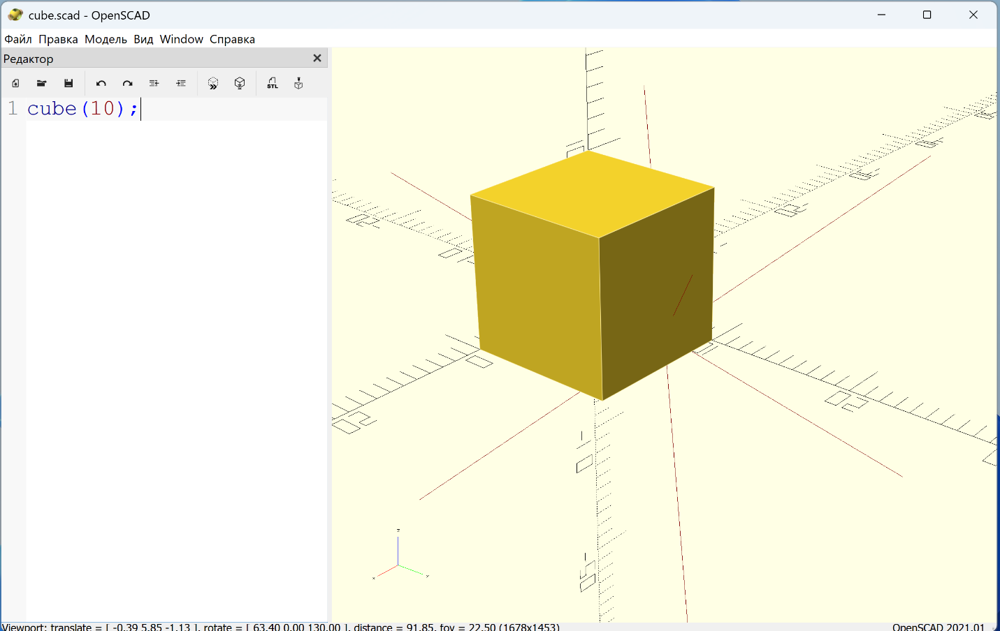 cube.scad - OpenSCAD
Файл Правка Модель Вид Window Справка
Редактор
STL
1 cube(10);
z
x
y
Viewport: translate = [ -0.39 5.85 -1.13 ], rotate = [ 63.40 0.00 130.00 ], distance = 91.85, fov = 22.50 (1678x1453)
OpenSCAD 2021.01